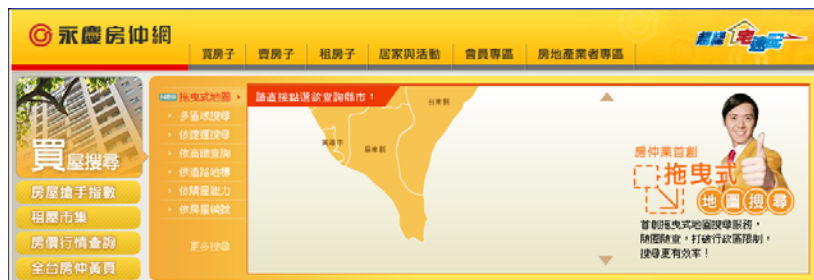 永慶房仲網
買房子
賣房子
租房子
居家與活動
會員專區
房地產業者專區
超級宅速配
買屋搜尋
房屋搶手指數
租屋市集
房價行情查詢
全台房仲黃頁
NEW 拖曳式地圖
多區域搜尋
依捷運搜尋
依商圈查詢
依道路地標
依購屋能力
依房屋編號
更多搜尋
請直接點選欲查詢縣市：
台東縣
高雄市
屏東縣
房仲業首創
拖曳式
地圖搜尋
首創拖曳式地圖搜尋服務，
隨圈隨查，打破行政區限制，
搜尋更有效率！